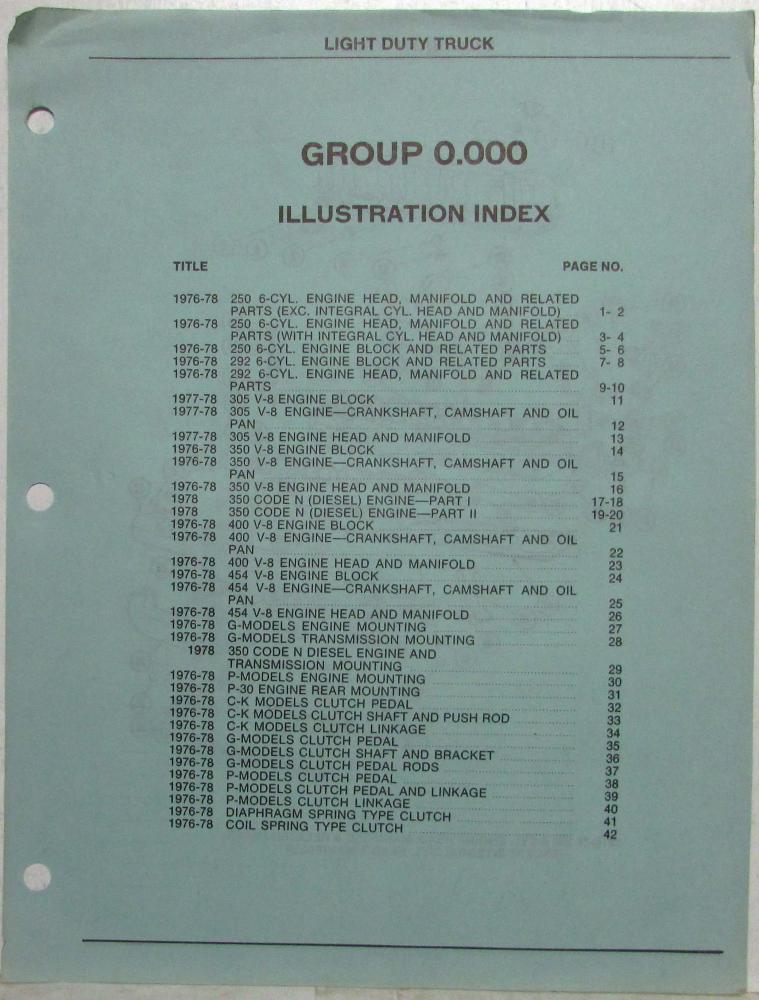 LIGHT DUTY TRUCK
GROUP 0.000
ILLUSTRATION INDEX
TITLE PAGE NO.
1976-78 250 6-CYL. ENGINE HEAD, MANIFOLD AND RELATED
PARTS (EXC. INTEGRAL CYL. HEAD AND MANIFOLD) 1- 2
1976-78 250 6-CYL. ENGINE HEAD, MANIFOLD AND RELATED
PARTS (WITH INTEGRAL CYL. HEAD AND MANIFOLD) 3- 4
1976-78 250 6-CYL. ENGINE BLOCK AND RELATED PARTS 5- 6
1976-78 292 6-CYL. ENGINE BLOCK AND RELATED PARTS 7- 8
1976-78 292 6-CYL. ENGINE HEAD, MANIFOLD AND RELATED
PARTS 9-10
1977-78 305 V-8 ENGINE BLOCK 11
1977-78 305 V-8 ENGINE—CRANKSHAFT, CAMSHAFT AND OIL
PAN 12
1977-78 305 V-8 ENGINE HEAD AND MANIFOLD 13
1976-78 350 V-8 ENGINE BLOCK 14
1976-78 350 V-8 ENGINE—CRANKSHAFT, CAMSHAFT AND OIL
PAN 15
1976-78 350 V-8 ENGINE HEAD AND MANIFOLD 16
1978 350 CODE N (DIESEL) ENGINE—PART I 17-18
1978 350 CODE N (DIESEL) ENGINE—PART II 19-20
1976-78 400 V-8 ENGINE BLOCK 21
1976-78 400 V-8 ENGINE—CRANKSHAFT, CAMSHAFT AND OIL
PAN 22
1976-78 400 V-8 ENGINE HEAD AND MANIFOLD 23
1976-78 454 V-8 ENGINE BLOCK 24
1976-78 454 V-8 ENGINE—CRANKSHAFT, CAMSHAFT AND OIL
PAN 25
1976-78 454 V-8 ENGINE HEAD AND MANIFOLD 26
1976-78 G-MODELS ENGINE MOUNTING 27
1976-78 G-MODELS TRANSMISSION MOUNTING 28
1978 350 CODE N DIESEL ENGINE AND
TRANSMISSION MOUNTING 29
1976-78 P-MODELS ENGINE MOUNTING 30
1976-78 P-30 ENGINE REAR MOUNTING 31
1976-78 C-K MODELS CLUTCH PEDAL 32
1976-78 C-K MODELS CLUTCH SHAFT AND PUSH ROD 33
1976-78 C-K MODELS CLUTCH LINKAGE 34
1976-78 G-MODELS CLUTCH PEDAL 35
1976-78 G-MODELS CLUTCH SHAFT AND BRACKET 36
1976-78 G-MODELS CLUTCH PEDAL RODS 37
1976-78 P-MODELS CLUTCH PEDAL 38
1976-78 P-MODELS CLUTCH PEDAL AND LINKAGE 39
1976-78 P-MODELS CLUTCH LINKAGE 40
1976-78 DIAPHRAGM SPRING TYPE CLUTCH 41
1976-78 COIL SPRING TYPE CLUTCH 42